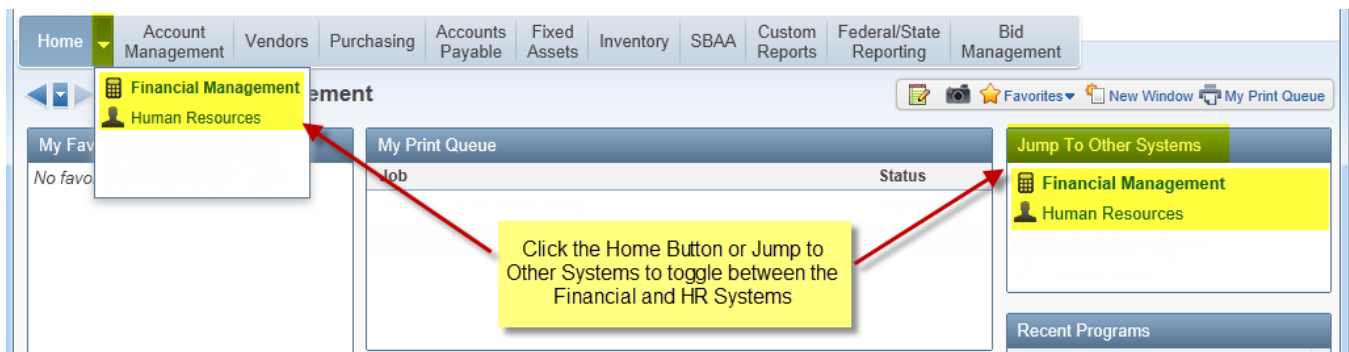 Home Account Management Vendors Purchasing Accounts Payable Fixed Assets Inventory SBAA Custom Reports Federal/State Reporting Bid Management
Financial Management
Human Resources
ement
Favorites New Window My Print Queue
My Fav
No favo
My Print Queue
Job Status
Jump To Other Systems
Financial Management
Human Resources
Click the Home Button or Jump to
Other Systems to toggle between the
Financial and HR Systems
Recent Programs